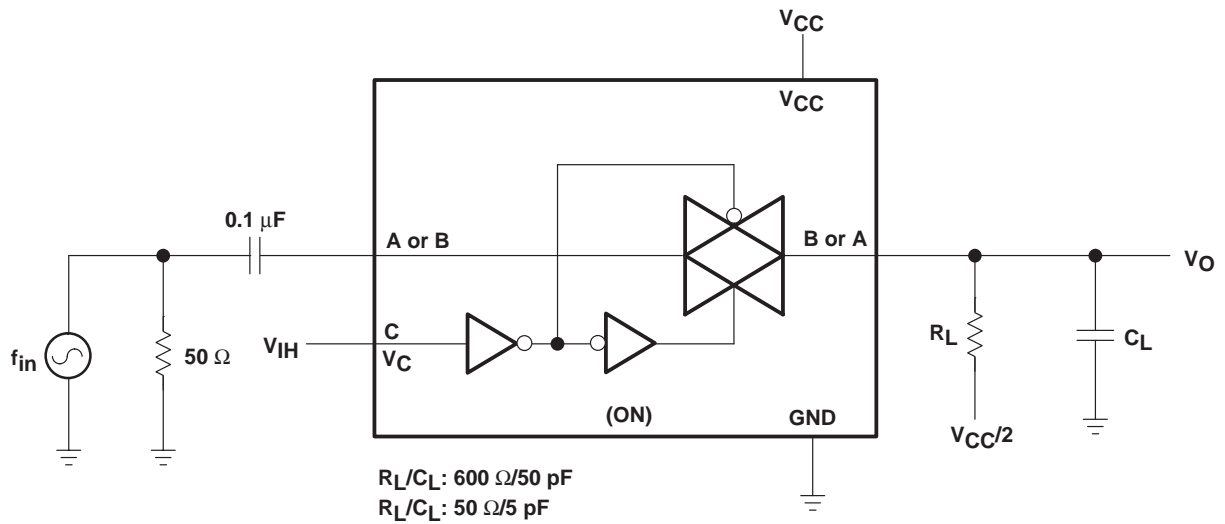 VCC
VCC
0.1 μF
A or B
B or A
VO
fin
50 Ω
VIH
C
VC
RL
CL
(ON)
GND
VCC/2
RL/CL: 600 Ω/50 pF
RL/CL: 50 Ω/5 pF